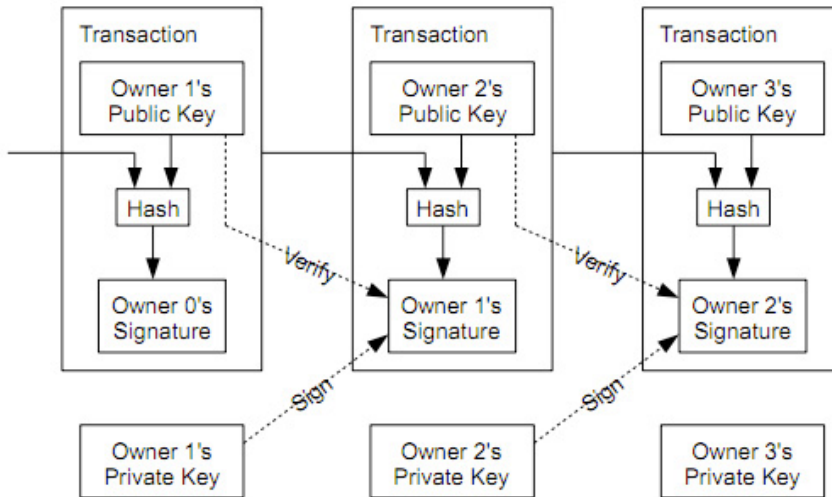 Transaction
Owner 1's
Public Key
Hash
Owner 0's
Signature
Transaction
Owner 2's
Public Key
Hash
Verify
Owner 1's
Signature
Transaction
Owner 3's
Public Key
Hash
Verify
Owner 2's
Signature
Sign
Sign
Owner 1's
Private Key
Owner 2's
Private Key
Owner 3's
Private Key